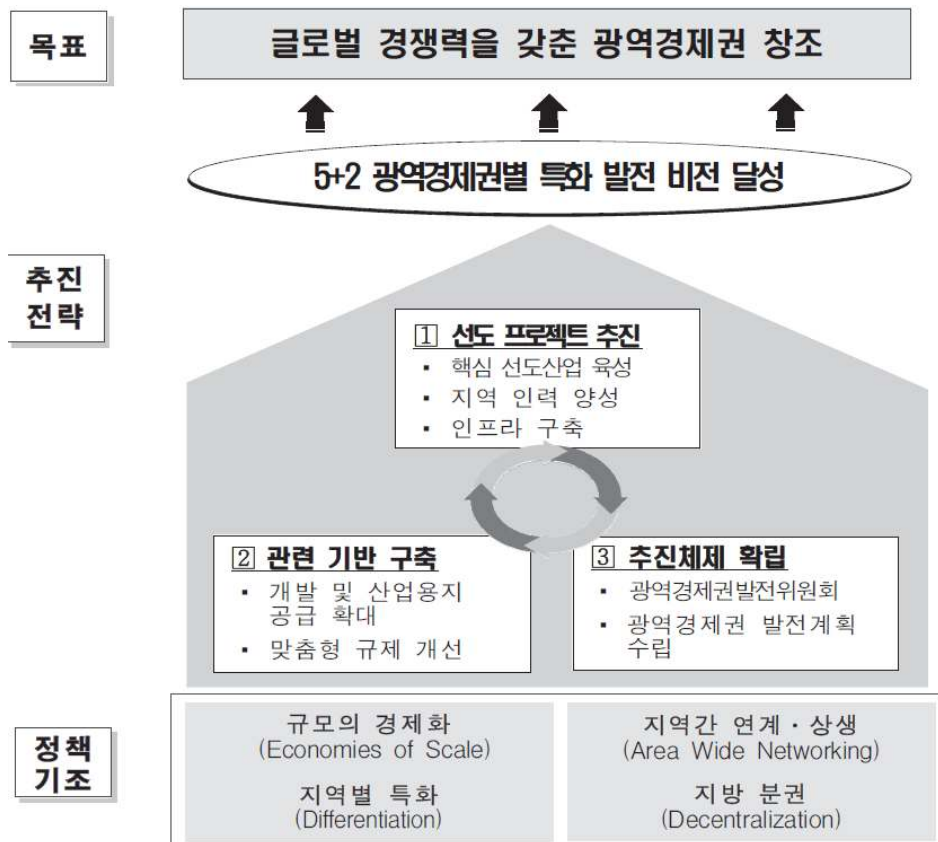 목표
글로벌 경쟁력을 갖춘 광역경제권 창조
5+2 광역경제권별 특화 발전 비전 달성
추진
전략
1 선도 프로젝트 추진
▪ 핵심 선도산업 육성
▪ 지역 인력 양성
▪ 인프라 구축
2 관련 기반 구축
▪ 개발 및 산업용지
공급 확대
▪ 맞춤형 규제 개선
3 추진체제 확립
▪ 광역경제권발전위원회
▪ 광역경제권 발전계획
수립
정책
기조
규모의 경제화
(Economies of Scale)
지역별 특화
(Differentiation)
지역간 연계・상생
(Area Wide Networking)
지방 분권
(Decentralization)